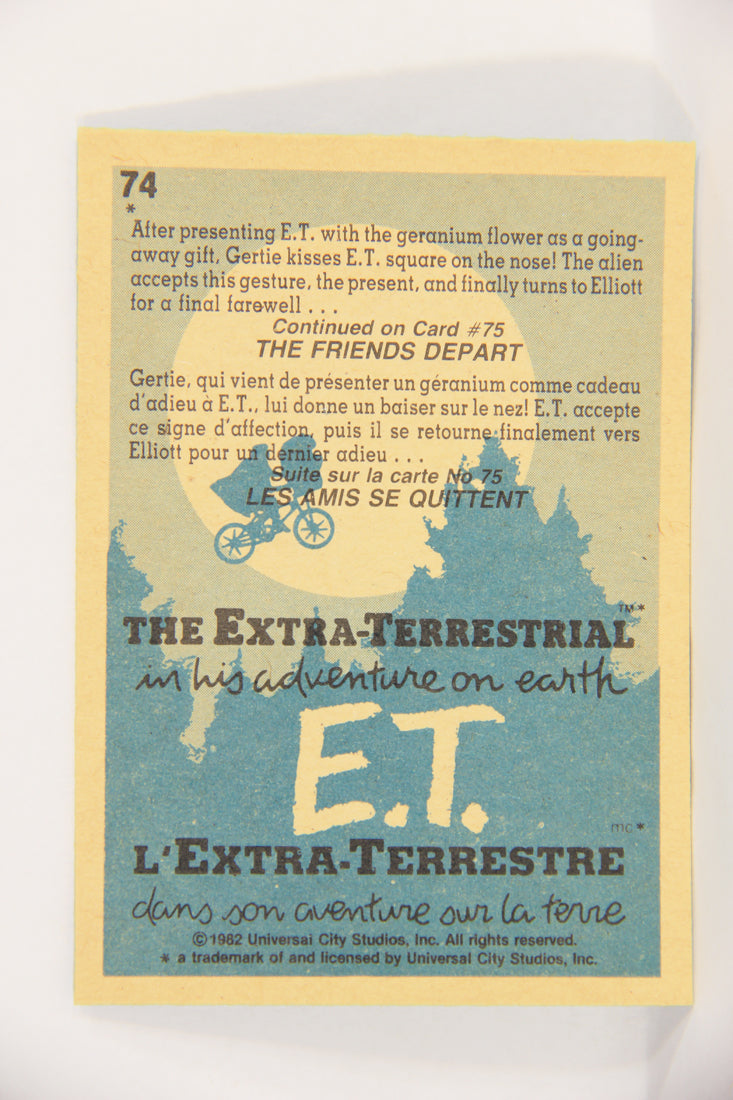 74
*
After presenting E.T. with the geranium flower as a going-
away gift, Gertie kisses E.T. square on the nose! The alien
accepts this gesture, the present, and finally turns to Elliott
for a final farewell . . .
Continued on Card #75
THE FRIENDS DEPART
Gertie, qui vient de présenter un géranium comme cadeau
d'adieu à E.T., lui donne un baiser sur le nez! E.T. accepte
ce signe d'affection, puis il se retourne finalement vers
Elliott pour un dernier adieu . . .
Suite sur la carte No 75
LES AMIS SE QUITTENT
THE EXTRA-TERRESTRIAL TM*
in his adventure on earth
E.T.
mc*
L'EXTRA-TERRESTRE
dans son aventure sur la terre
©1982 Universal City Studios, Inc. All rights reserved.
* a trademark of and licensed by Universal City Studios, Inc.